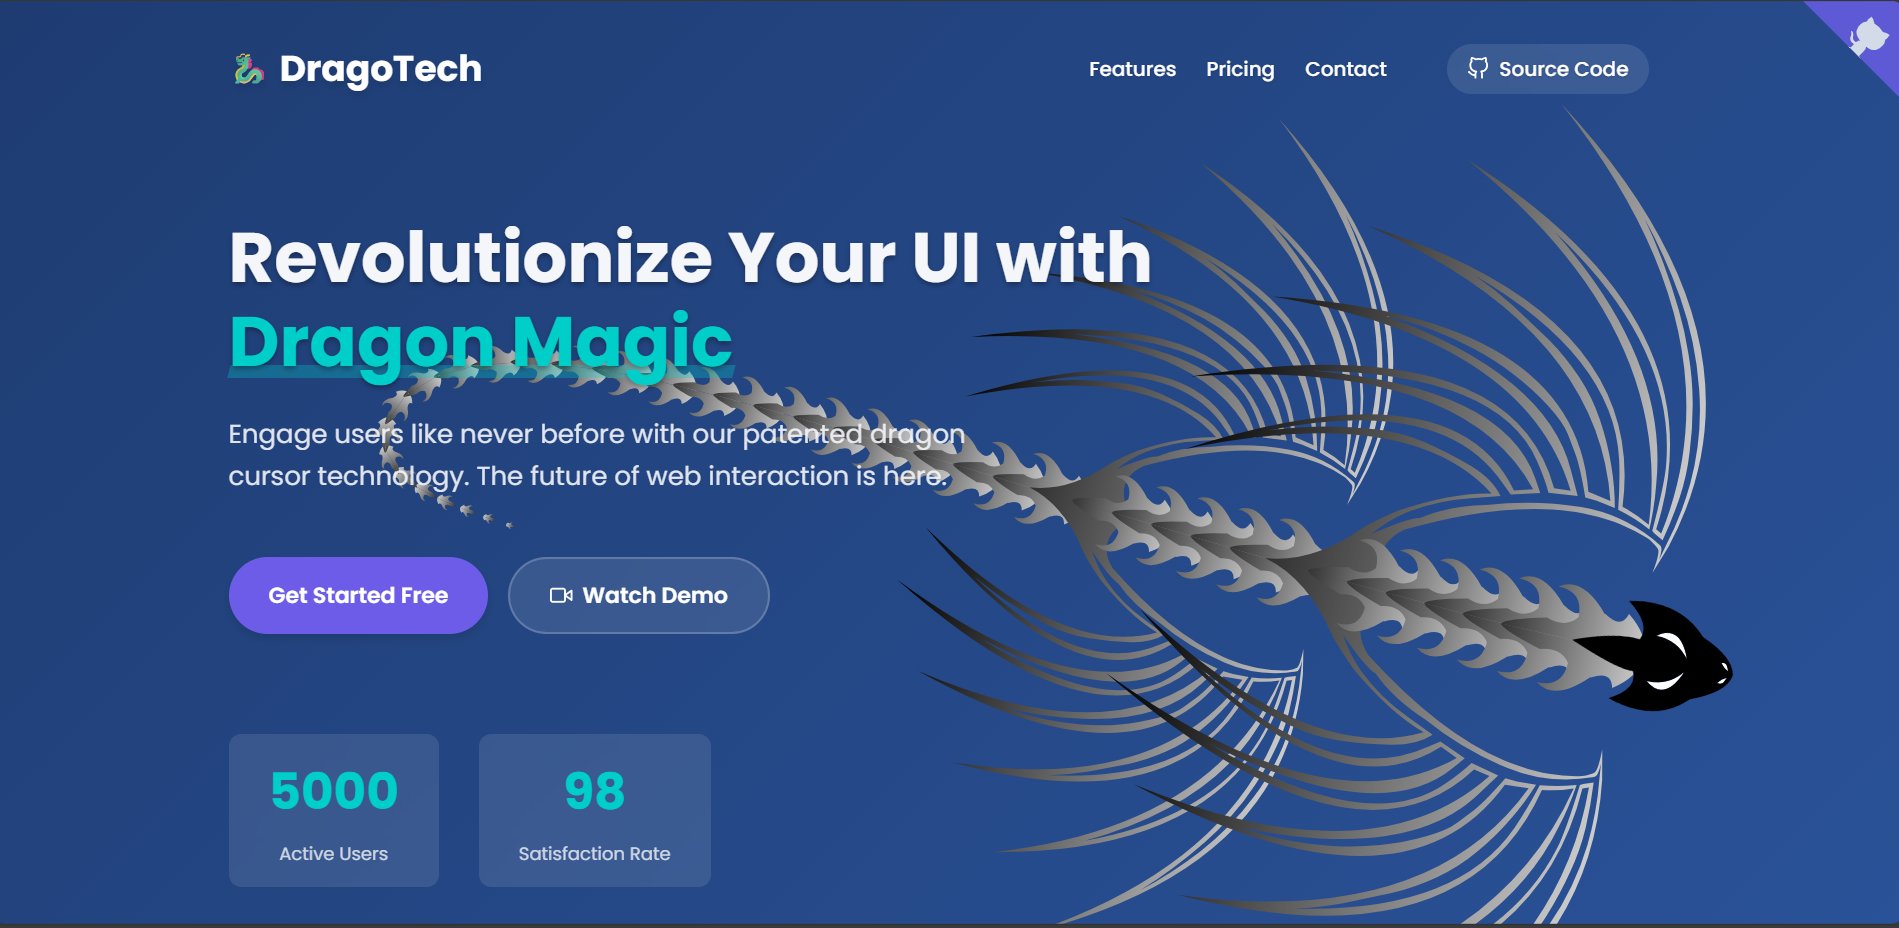 DragoTech
Features
Pricing
Contact
Source Code
Revolutionize Your UI with
Dragon Magic
Engage users like never before with our patented dragon
cursor technology. The future of web interaction is here.
Get Started Free
Watch Demo
5000
Active Users
98
Satisfaction Rate